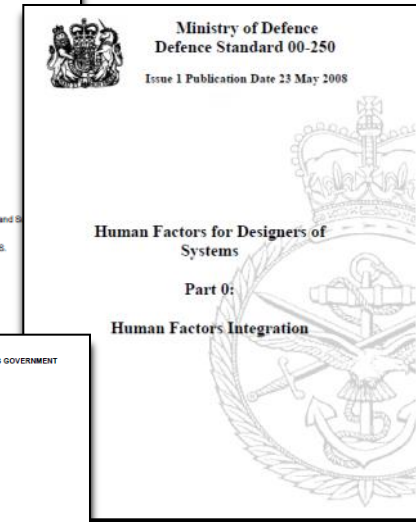 Ministry of Defence
Defence Standard 00-250
Issue 1 Publication Date 23 May 2008
and
Human Factors for Designers of
Systems
Part 0:
Human Factors Integration
GOVERNMENT